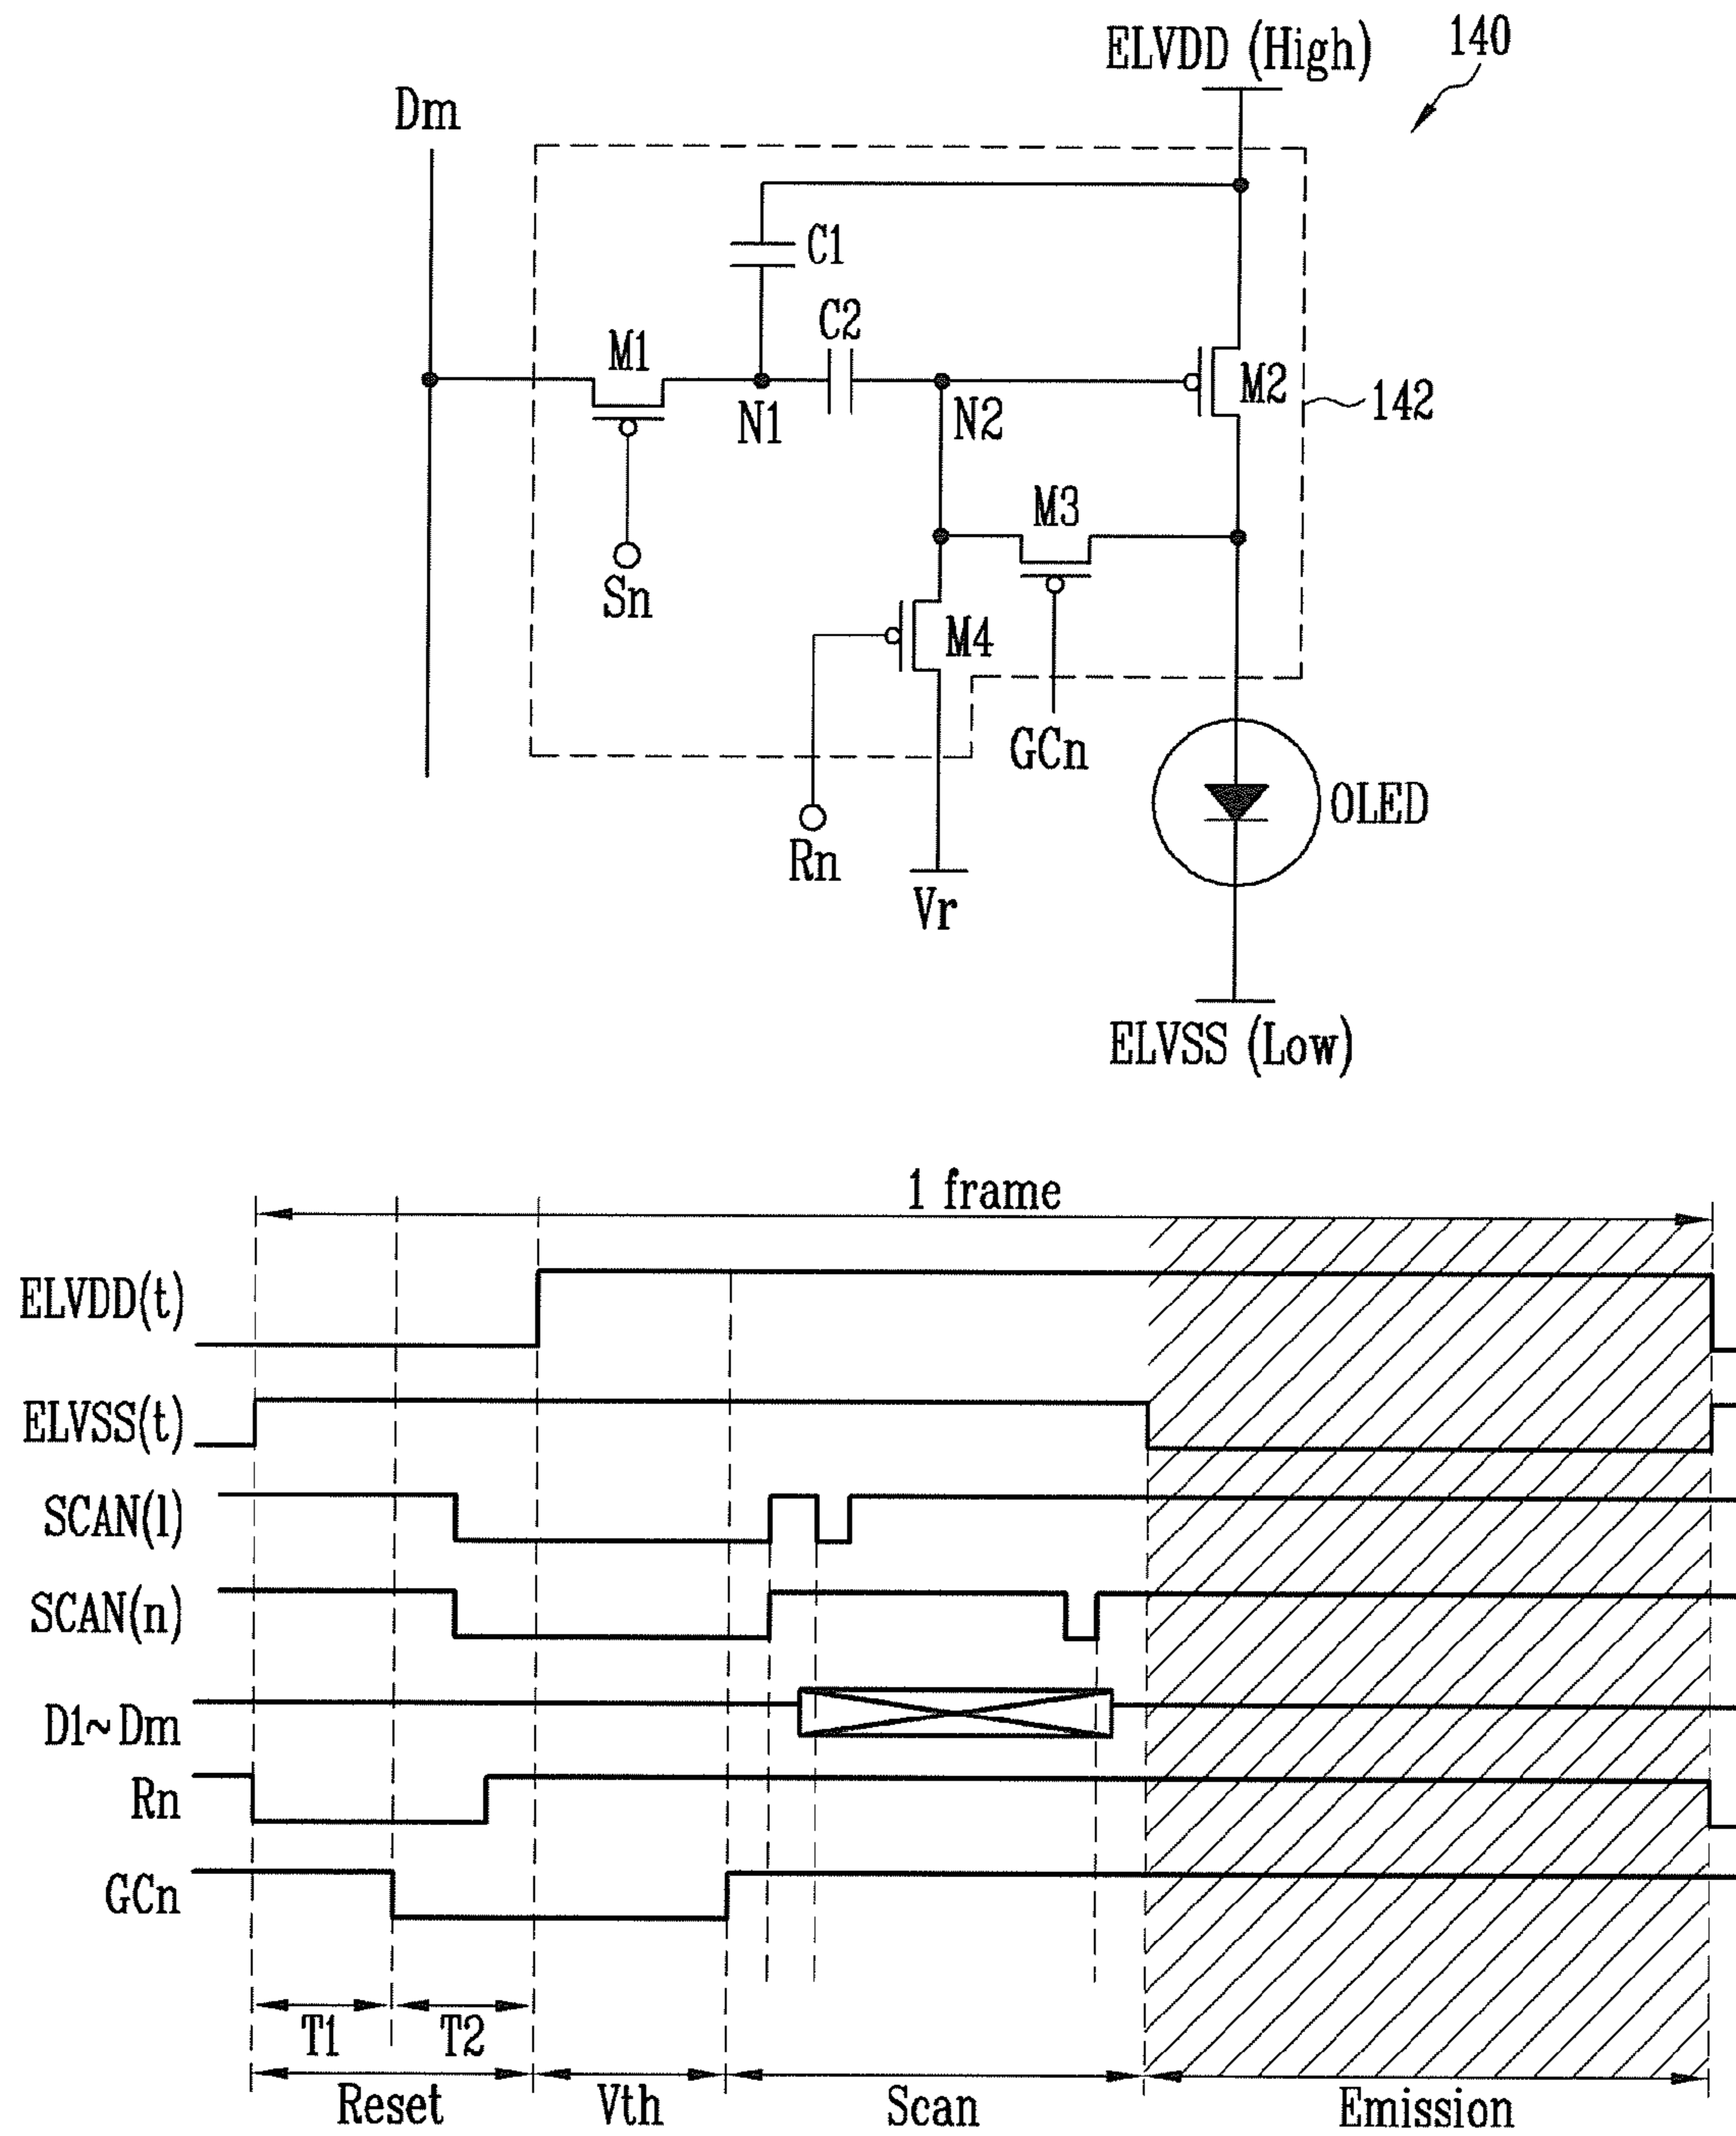 ELVDD (High)
140
Dm
C1
C2
M1
M2
142
N1
N2
M3
Sn
M4
GCn
OLED
Rn
Vr
ELVSS (Low)
1 frame
ELVDD(t)
ELVSS(t)
SCAN(l)
SCAN(n)
D1~Dm
Rn
GCn
T1
T2
Reset
Vth
Scan
Emission